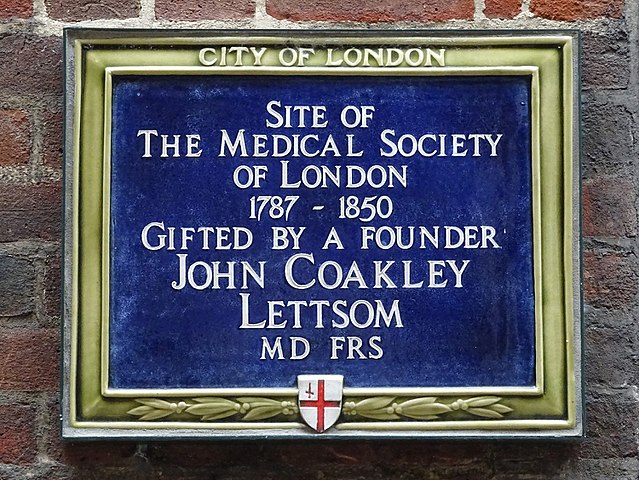 CITY OF LONDON
SITE OF
THE MEDICAL SOCIETY
OF LONDON
1787 - 1850
GIFTED BY A FOUNDER
JOHN COAKLEY
LETTSOM
MD FRS